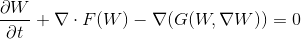 ∂W/∂t + ∇ · F(W) − ∇(G(W, ∇W)) = 0